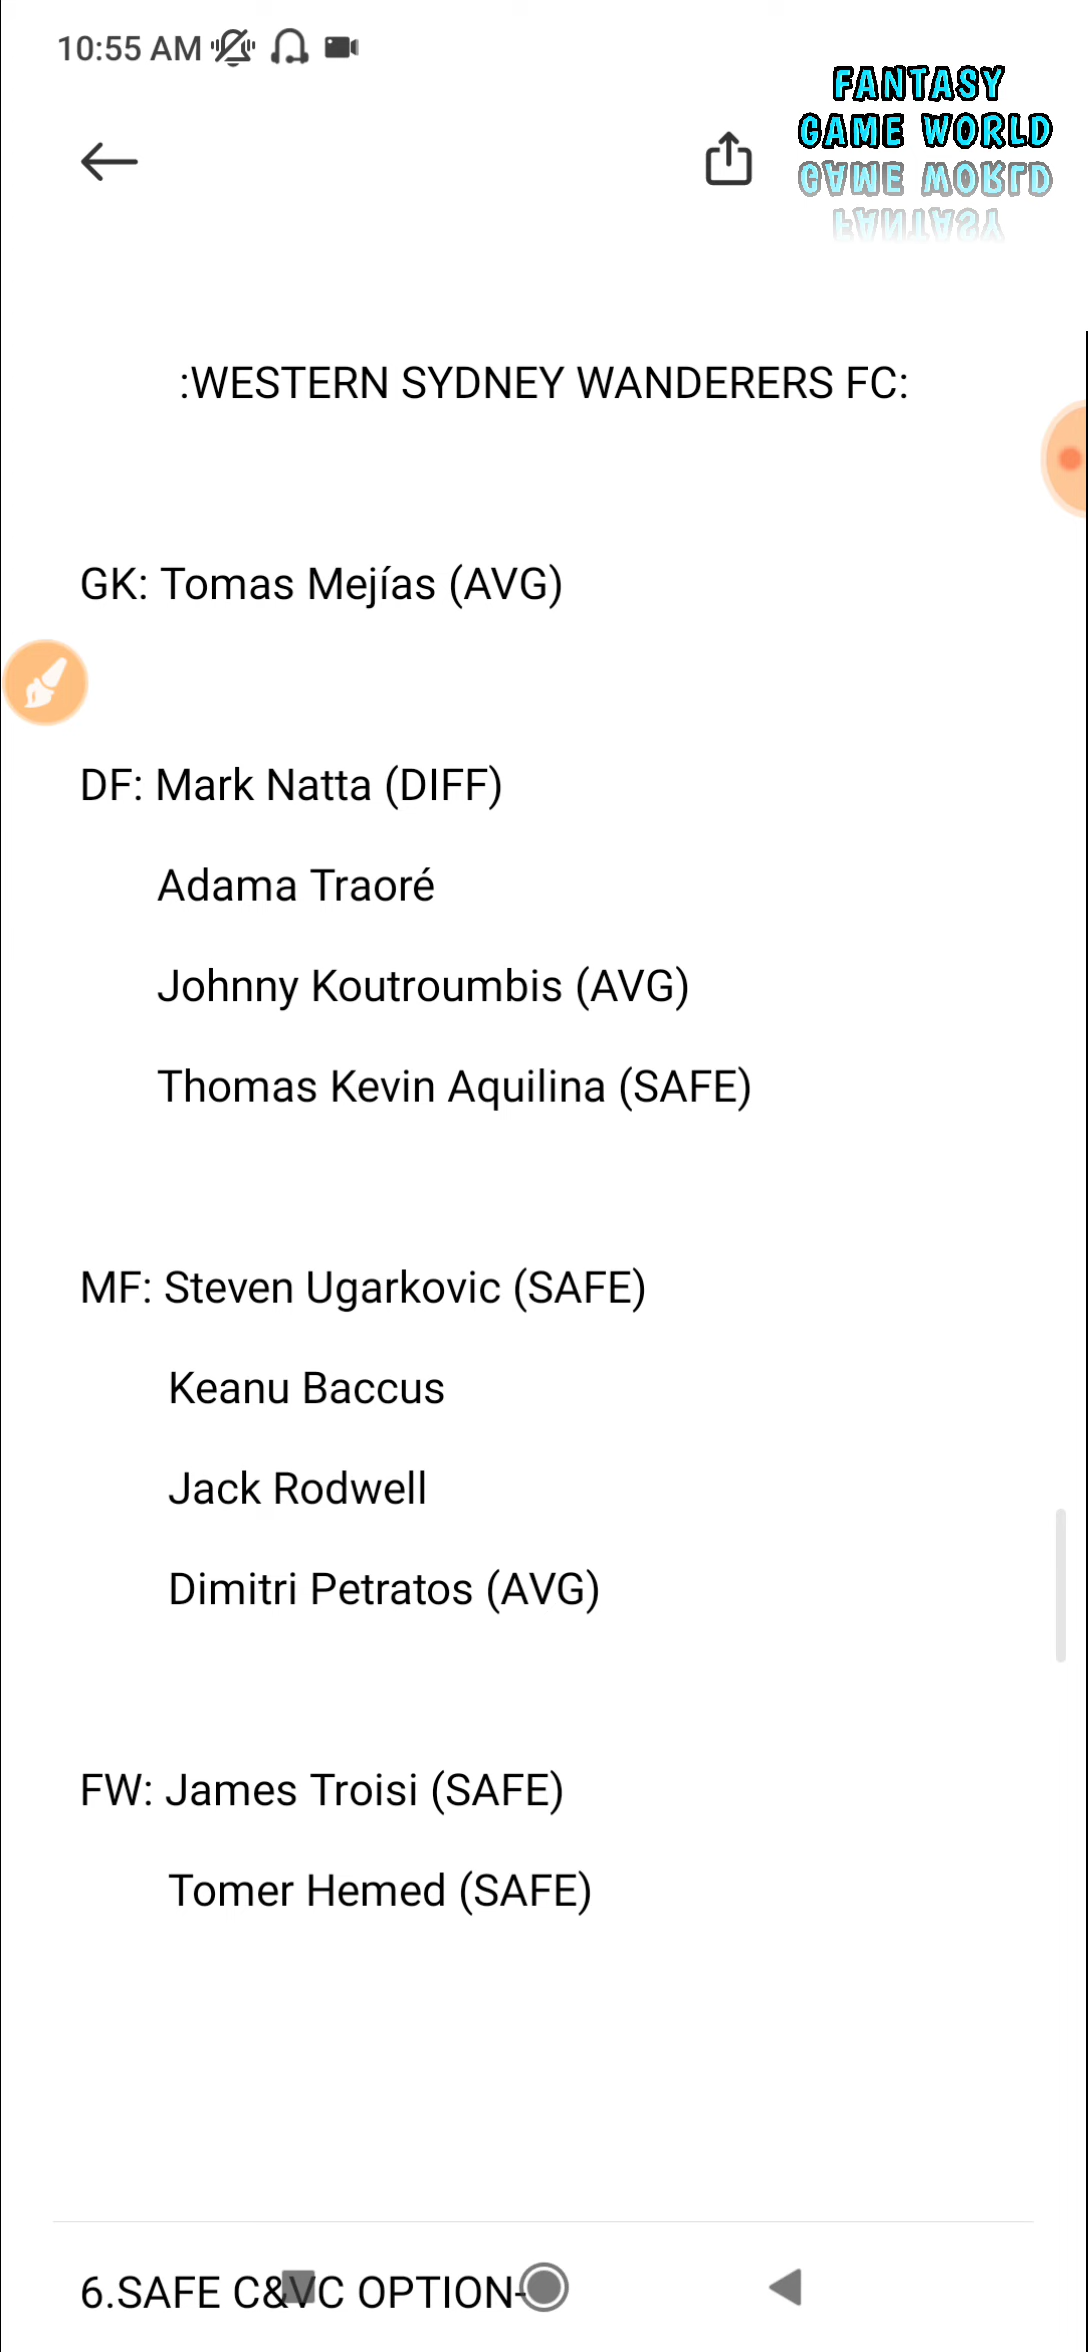 10:55 AM
FANTASY
GAME WORLD
:WESTERN SYDNEY WANDERERS FC:
GK: Tomas Mejías (AVG)
DF: Mark Natta (DIFF)
Adama Traoré
Johnny Koutroumbis (AVG)
Thomas Kevin Aquilina (SAFE)
MF: Steven Ugarkovic (SAFE)
Keanu Baccus
Jack Rodwell
Dimitri Petratos (AVG)
FW: James Troisi (SAFE)
Tomer Hemed (SAFE)
6.SAFE C&VC OPTION-